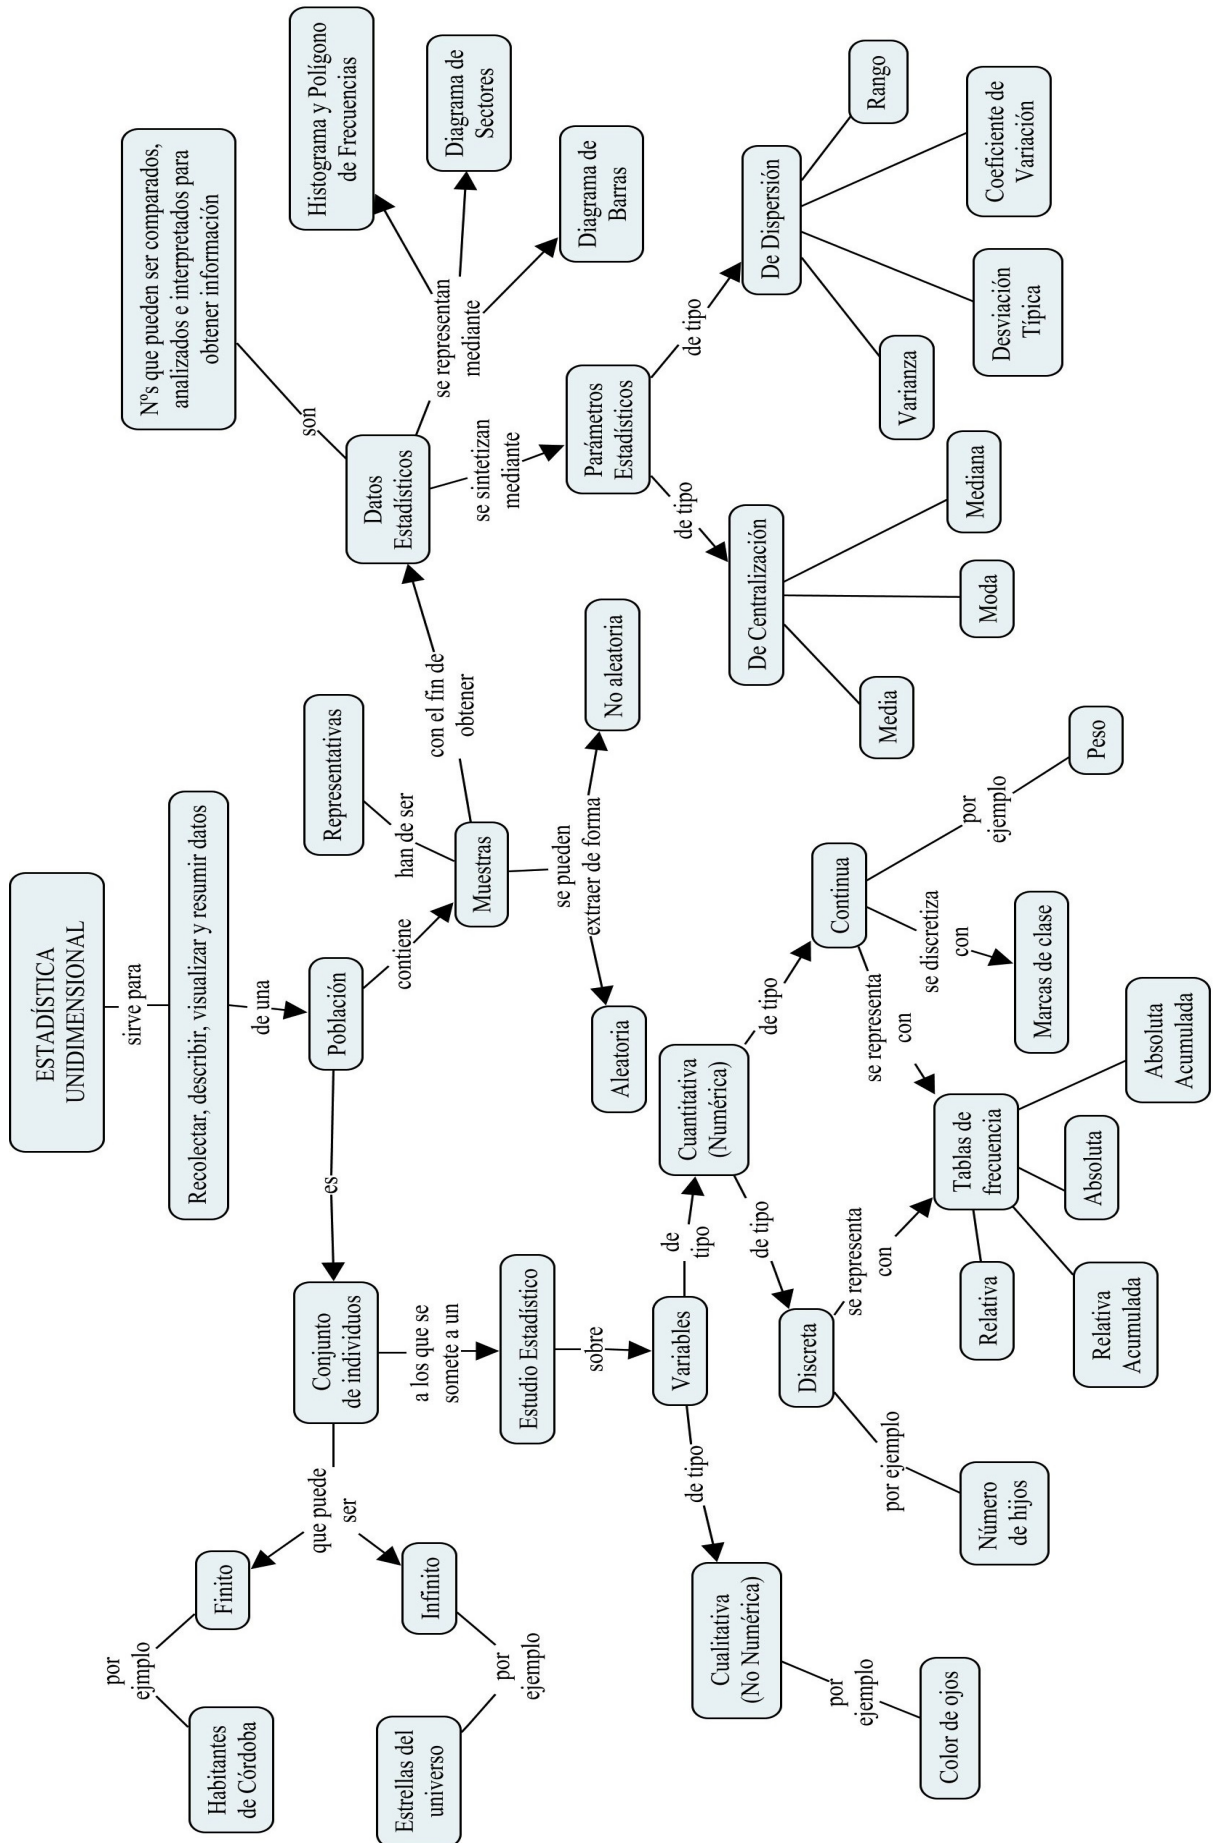 ESTADÍSTICA
UNIDIMENSIONAL
sirve para
Recolectar, describir, visualizar y resumir datos
de una
Población
es
Conjunto
de individuos
que puede
ser
Finito
por
ejmplo
Habitantes
de Córdoba
Infinito
por
ejemplo
Estrellas del
universo
a los que se
somete a un
Estudio Estadístico
sobre
Variables
de tipo
Cualitativa
(No Numérica)
por
ejemplo
Color de ojos
de
tipo
Cuantitativa
(Numérica)
de tipo
Discreta
por ejemplo
Número
de hijos
se representa
con
de tipo
Continua
se representa
con
Tablas de
frecuencia
Relativa
Relativa
Acumulada
Absoluta
Absoluta
Acumulada
se discretiza
con
Marcas de clase
por
ejemplo
Peso
contiene
Muestras
han de ser
Representativas
se pueden
extraer de forma
Aleatoria
No aleatoria
con el fin de
obtener
Datos
Estadísticos
son
Nºs que pueden ser comparados,
analizados e interpretados para
obtener información
se representan
mediante
Histograma y Polígono
de Frecuencias
Diagrama de
Sectores
Diagrama de
Barras
se sintetizan
mediante
Parámetros
Estadísticos
de tipo
De Centralización
Media
Moda
Mediana
de tipo
De Dispersión
Varianza
Desviación
Típica
Coeficiente de
Variación
Rango